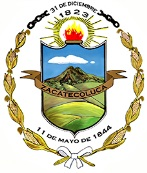 31 DE DICIEMBRE
1823
ZACATECOLUCA
11 DE MAYO DE 1844